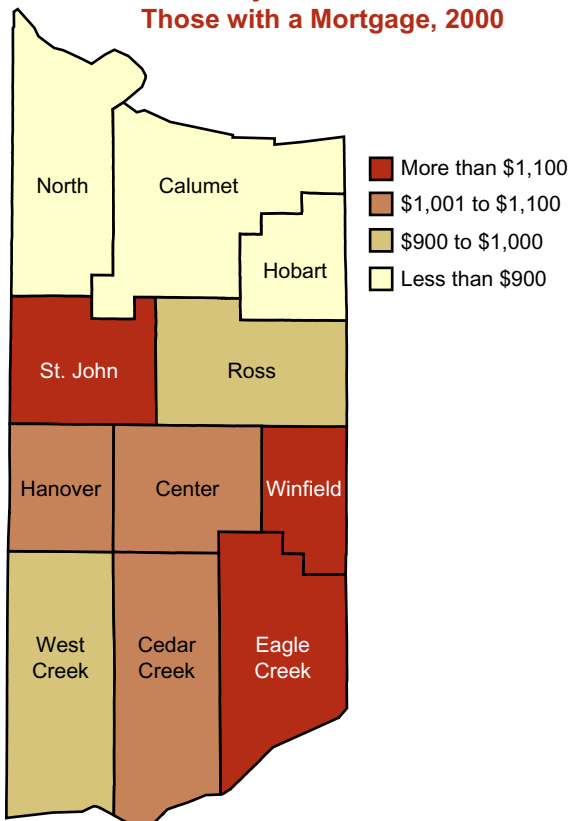 Those with a Mortgage, 2000
North
Calumet
Hobart
More than $1,100
$1,001 to $1,100
$900 to $1,000
Less than $900
St. John
Ross
Hanover
Center
Winfield
West
Creek
Cedar
Creek
Eagle
Creek